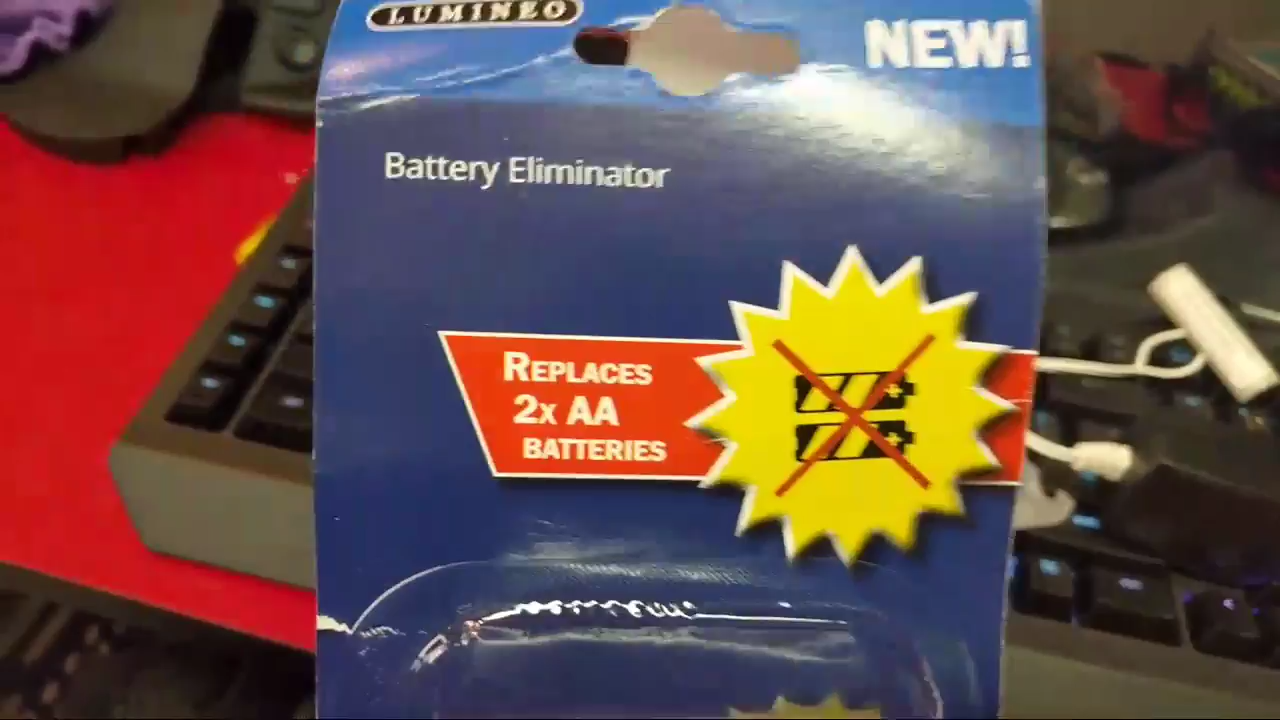 LUMINEO
NEW!
Battery Eliminator
REPLACES
2x AA
BATTERIES